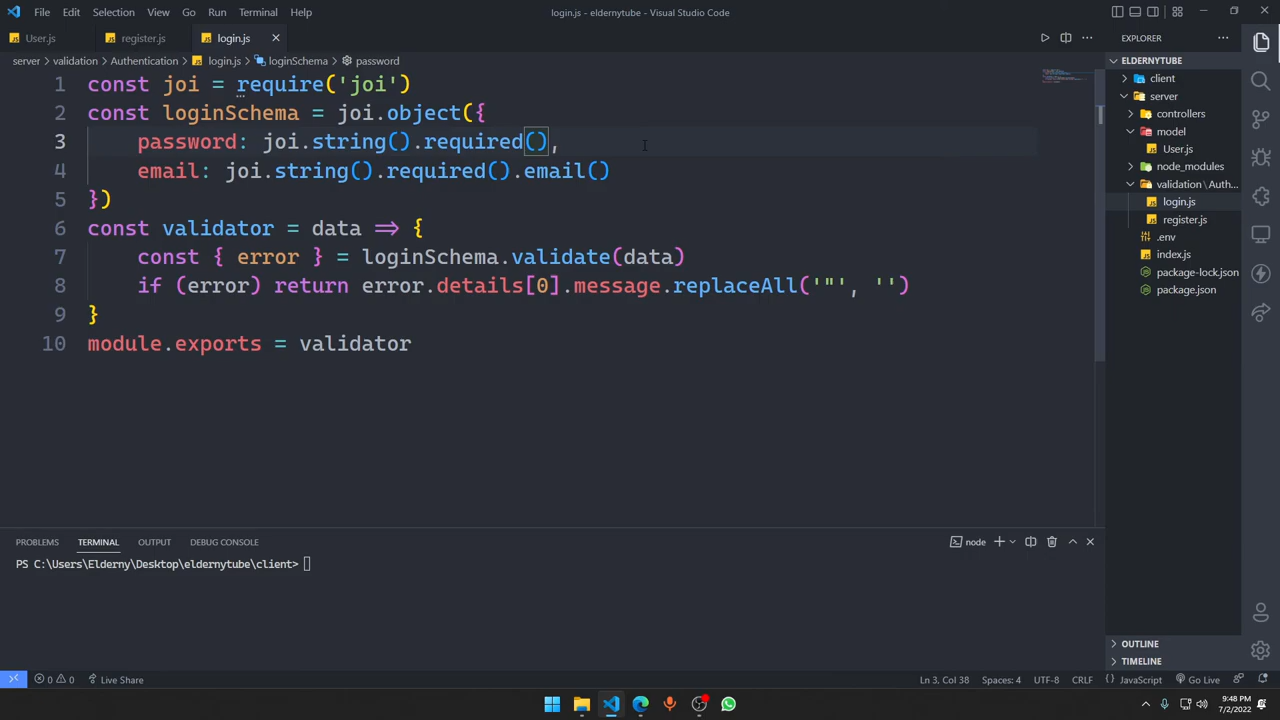 File Edit Selection View Go Run Terminal Help
login.js - eldernytube - Visual Studio Code
User.js register.js login.js
server > validation > Authentication > login.js > loginSchema > password
1 const joi = require('joi')
2 const loginSchema = joi.object({
3 password: joi.string().required(),
4 email: joi.string().required().email()
5 })
6 const validator = data => {
7 const { error } = loginSchema.validate(data)
8 if (error) return error.details[0].message.replaceAll('"', '')
9 }
10 module.exports = validator
PROBLEMS TERMINAL OUTPUT DEBUG CONSOLE
node
PS C:\Users\Elderny\Desktop\eldernytube\client>
EXPLORER
ELDERNYTUBE
client
server
controllers
model
User.js
node_modules
validation \ Auth...
login.js
register.js
.env
index.js
package-lock.json
package.json
OUTLINE
TIMELINE
0 0 Live Share
Ln 3, Col 38 Spaces: 4 UTF-8 CRLF {} JavaScript Go Live
9:48 PM
7/2/2022